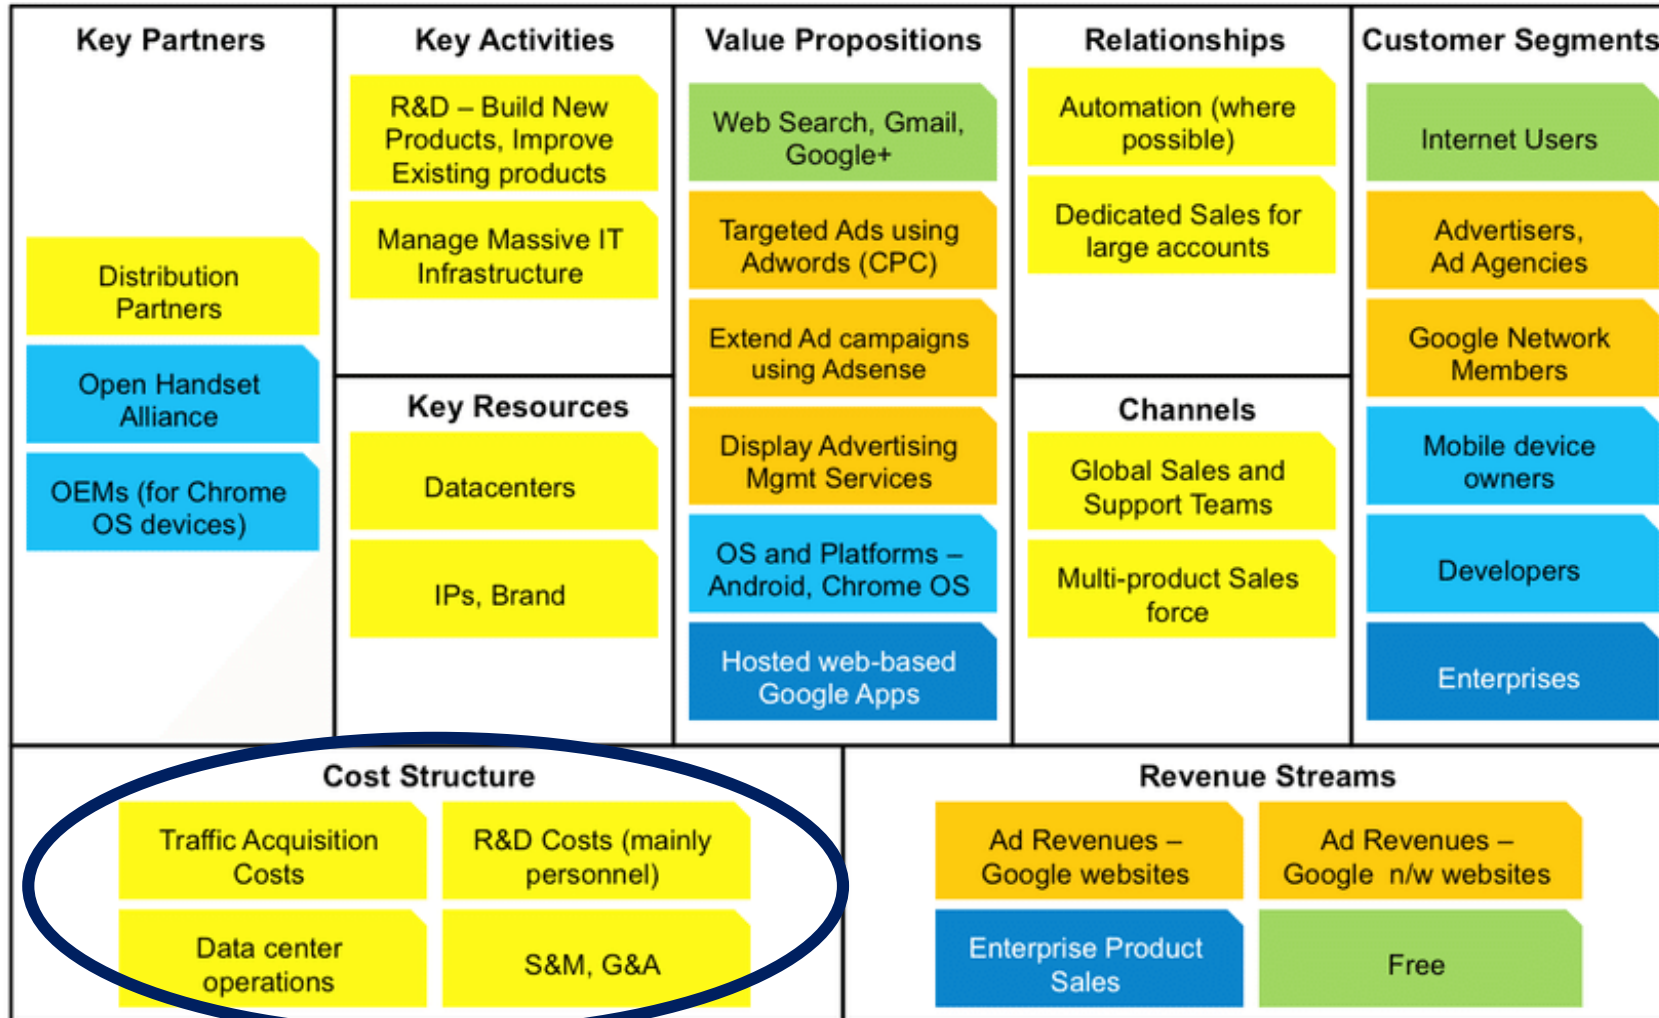 Key Partners
Distribution
Partners
Open Handset
Alliance
OEMs (for Chrome
OS devices)
Key Activities
R&D – Build New
Products, Improve
Existing products
Manage Massive IT
Infrastructure
Key Resources
Datacenters
IPs, Brand
Value Propositions
Web Search, Gmail,
Google+
Targeted Ads using
Adwords (CPC)
Extend Ad campaigns
using Adsense
Display Advertising
Mgmt Services
OS and Platforms –
Android, Chrome OS
Hosted web-based
Google Apps
Relationships
Automation (where
possible)
Dedicated Sales for
large accounts
Channels
Global Sales and
Support Teams
Multi-product Sales
force
Customer Segments
Internet Users
Advertisers,
Ad Agencies
Google Network
Members
Mobile device
owners
Developers
Enterprises
Cost Structure
Traffic Acquisition
Costs
R&D Costs (mainly
personnel)
Data center
operations
S&M, G&A
Revenue Streams
Ad Revenues –
Google websites
Ad Revenues –
Google n/w websites
Enterprise Product
Sales
Free